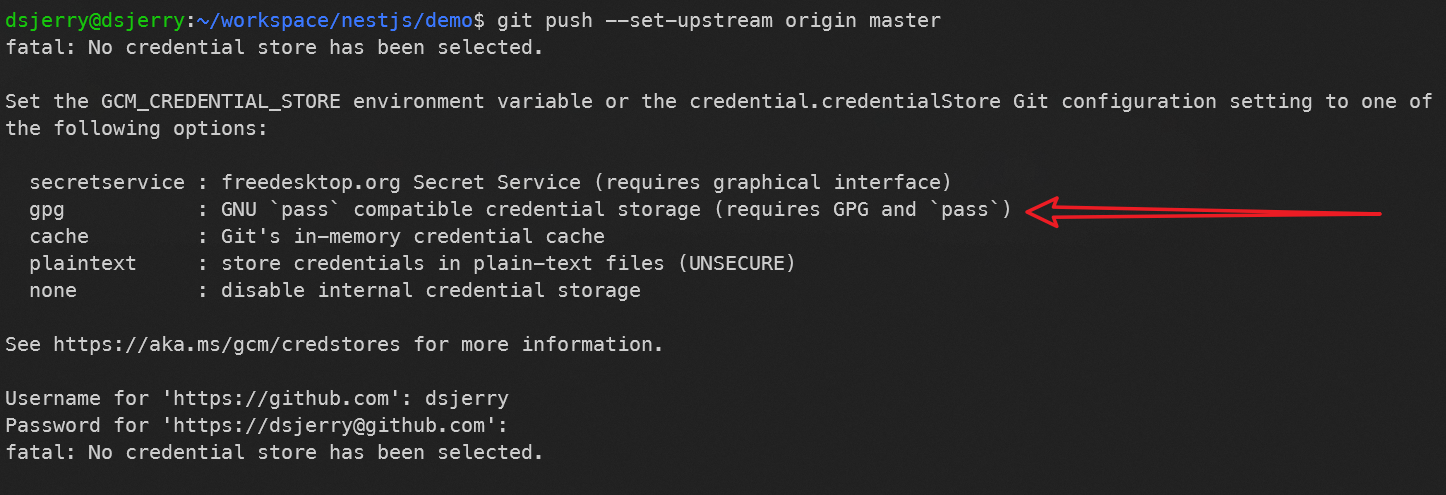 dsjerry@dsjerry:~/workspace/nestjs/demo$ git push --set-upstream origin master
fatal: No credential store has been selected.
Set the GCM_CREDENTIAL_STORE environment variable or the credential.credentialStore Git configuration setting to one of
the following options:
secretservice : freedesktop.org Secret Service (requires graphical interface)
gpg           : GNU `pass` compatible credential storage (requires GPG and `pass`)
cache         : Git's in-memory credential cache
plaintext     : store credentials in plain-text files (UNSECURE)
none          : disable internal credential storage
See https://aka.ms/gcm/credstores for more information.
Username for 'https://github.com': dsjerry
Password for 'https://dsjerry@github.com':
fatal: No credential store has been selected.